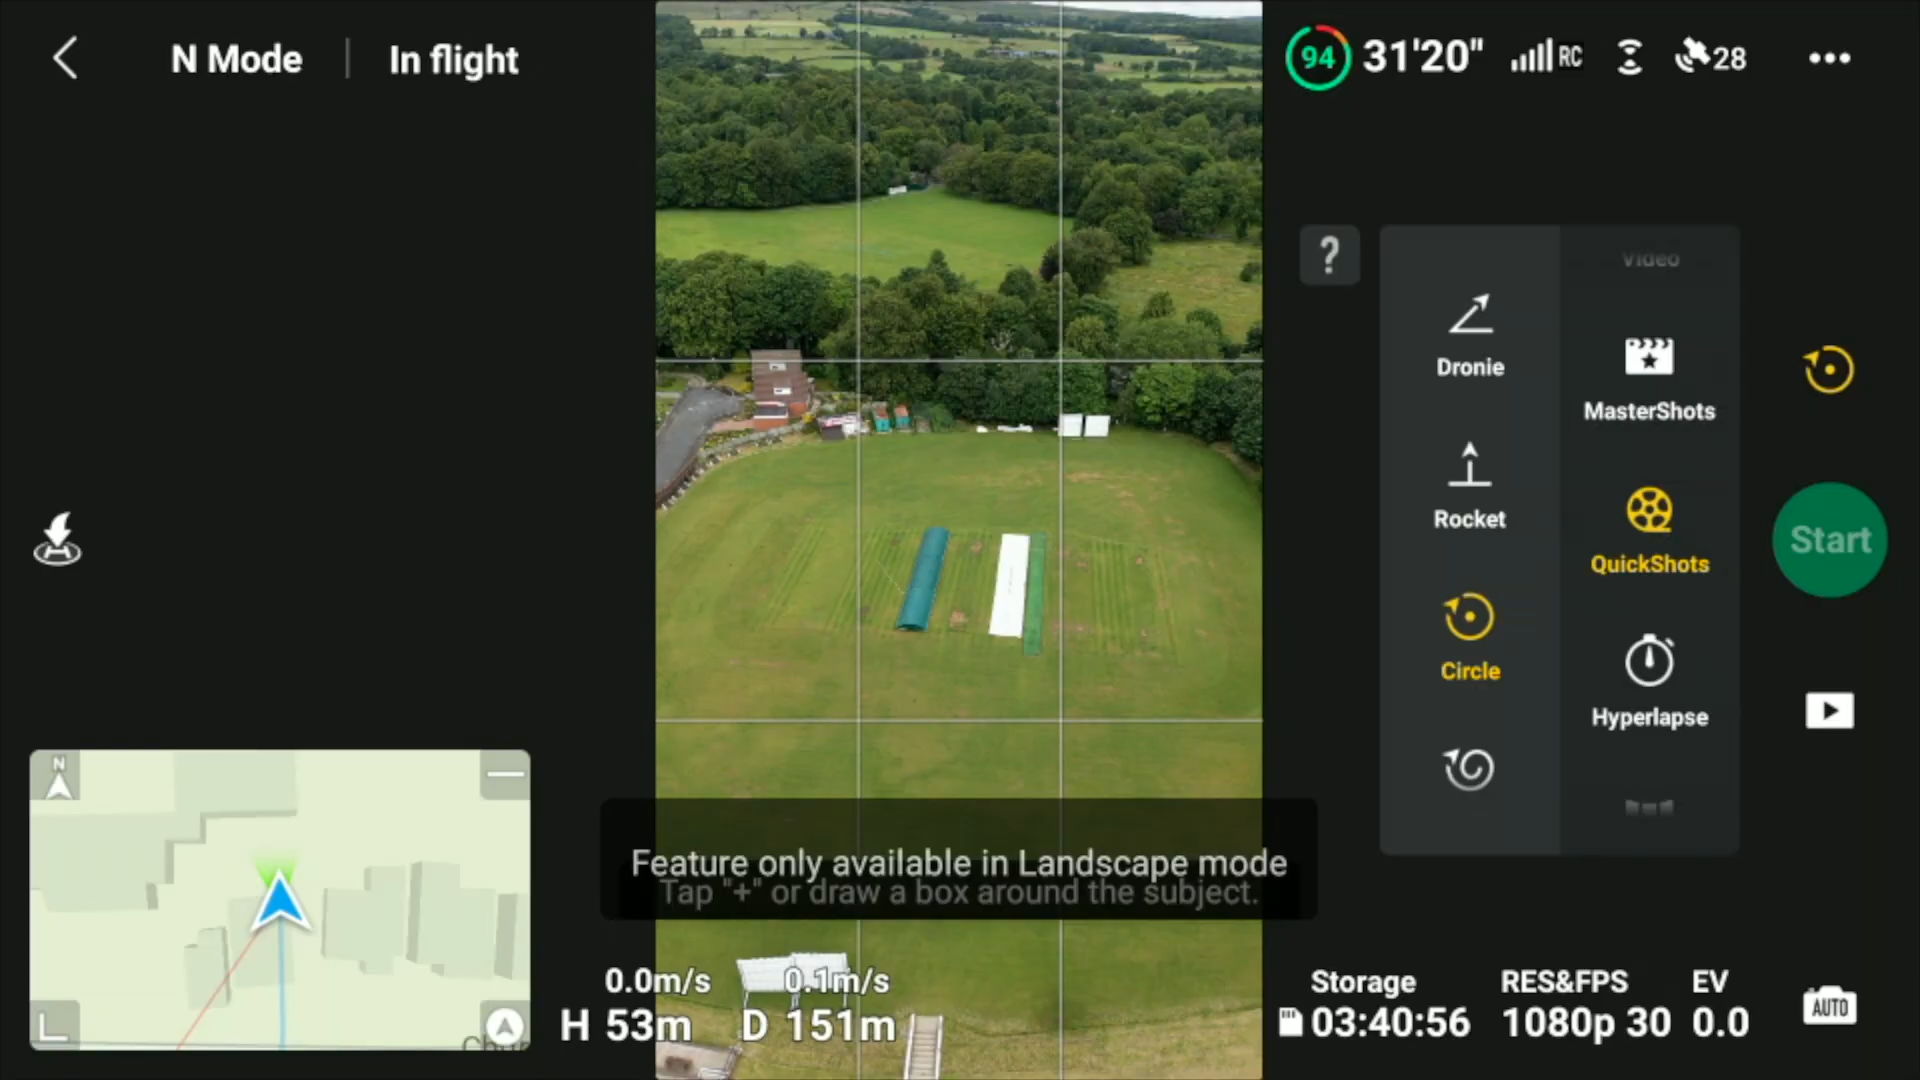 N Mode | In flight
94 31'20" RC 28
?
Video
Dronie
MasterShots
Rocket
QuickShots
Start
Circle
Hyperlapse
N
Feature only available in Landscape mode
Tap "+" or draw a box around the subject.
0.0m/s 0.1m/s
H 53m D 151m
Storage RES&FPS EV
03:40:56 1080p 30 0.0
AUTO